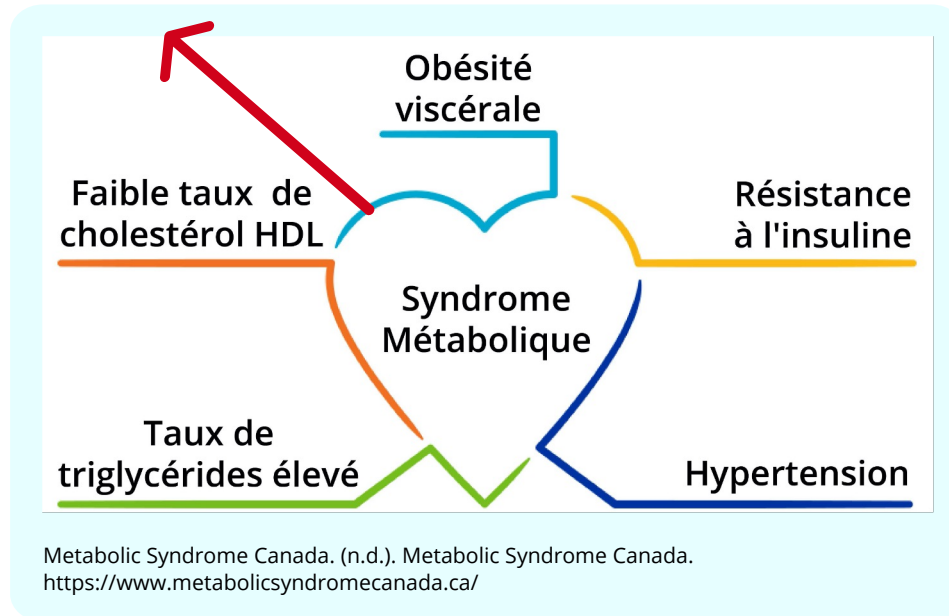 Obésité
viscérale
Faible taux de
cholestérol HDL
Résistance
à l'insuline
Syndrome
Métabolique
Taux de
triglycérides élevé
Hypertension
Metabolic Syndrome Canada. (n.d.). Metabolic Syndrome Canada.
https://www.metabolicsyndromecanada.ca/